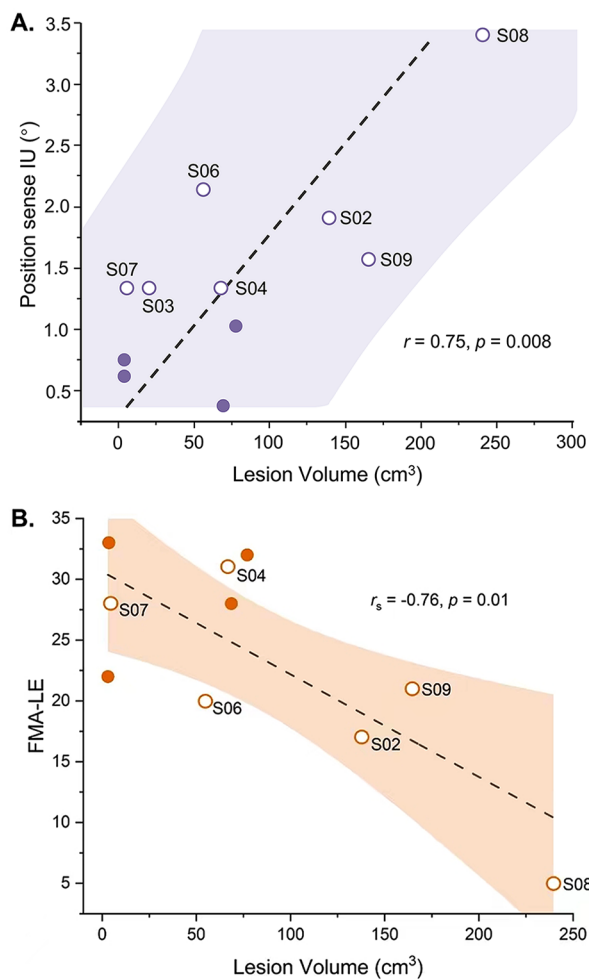 A.
3.5
3.0
2.5
2.0
1.5
1.0
0.5
Position sense IU (°)
S08
S06
S02
S09
S07
S03
S04
r = 0.75, p = 0.008
0 50 100 150 200 250 300
Lesion Volume (cm³)
B.
35
30
25
20
15
10
5
FMA-LE
S04
S07
rₛ = -0.76, p = 0.01
S09
S06
S02
S08
0 50 100 150 200 250
Lesion Volume (cm³)